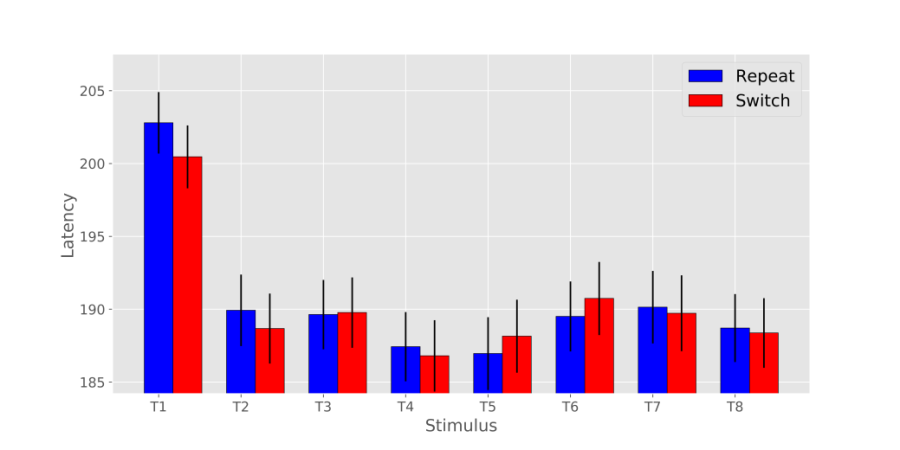 Repeat
Switch
205
200
195
190
185
Latency
T1 T2 T3 T4 T5 T6 T7 T8
Stimulus